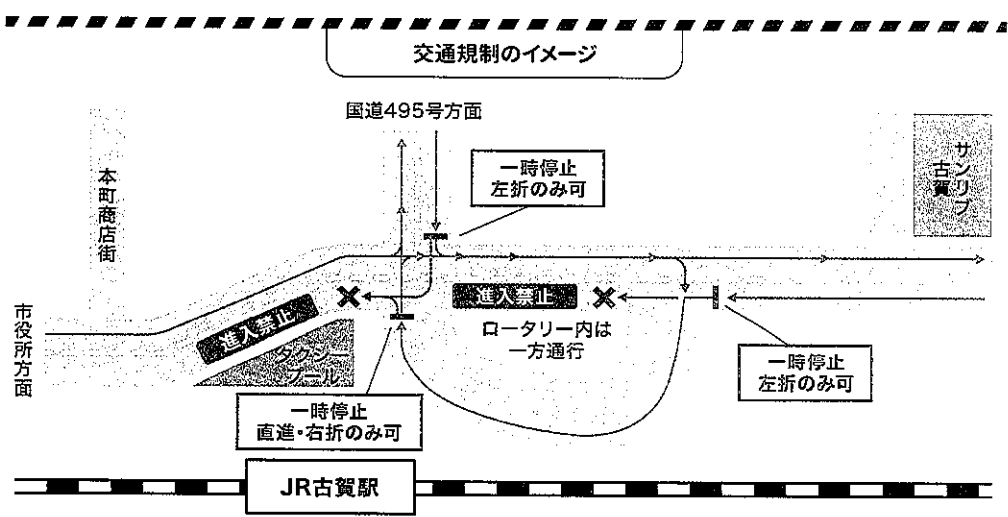 交通規制のイメージ
国道495号方面
一時停止
左折のみ可
サンリブ
古賀
本町商店街
進入禁止
進入禁止
ロータリー内は
一方通行
市役所方面
タクシー
プール
一時停止
左折のみ可
一時停止
直進・右折のみ可
JR古賀駅